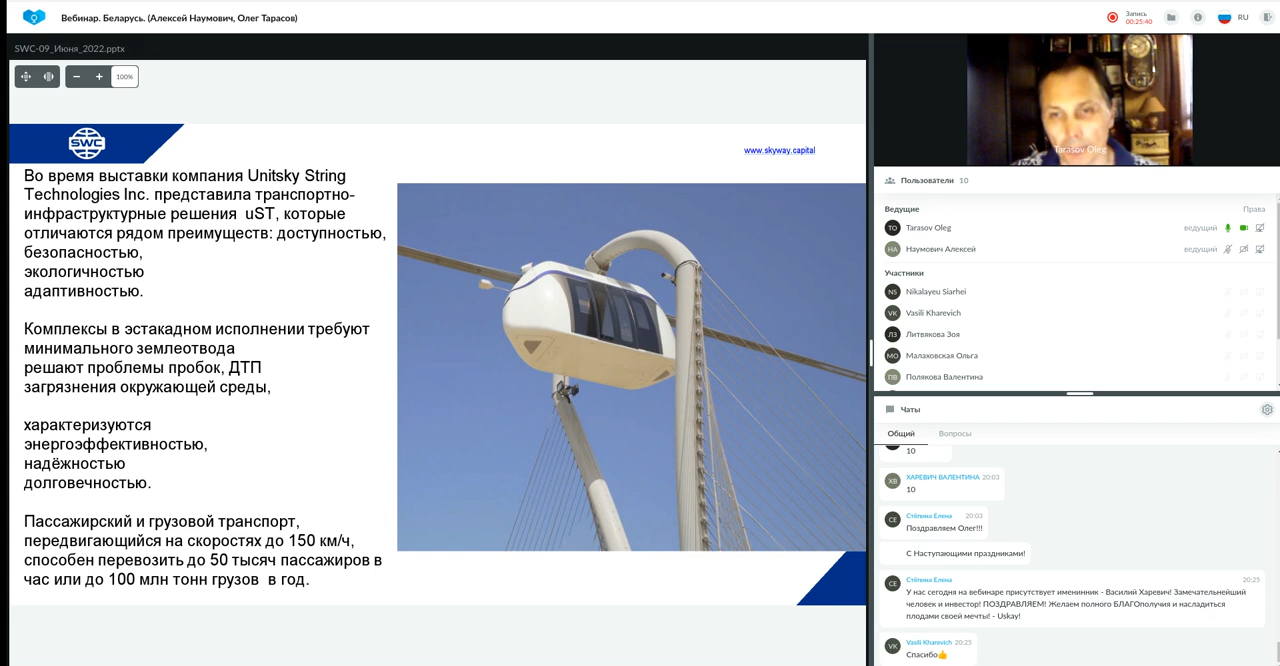 Вебинар. Беларусь. (Алексей Наумович, Олег Тарасов)
Запись
00:25:40
RU
SWC-09_Июня_2022.pptx
100%
SWC
www.skyway.capital
Во время выставки компания Unitsky String
Technologies Inc. представила транспортно-
инфраструктурные решения uST, которые
отличаются рядом преимуществ: доступностью,
безопасностью,
экологичностью
адаптивностью.
Комплексы в эстакадном исполнении требуют
минимального землеотвода
решают проблемы пробок, ДТП
загрязнения окружающей среды,
характеризуются
энергоэффективностью,
надёжностью
долговечностью.
Пассажирский и грузовой транспорт,
передвигающийся на скоростях до 150 км/ч,
способен перевозить до 50 тысяч пассажиров в
час или до 100 млн тонн грузов в год.
Tarasov Oleg
Пользователи 10
Ведущие Права
TO Tarasov Oleg ведущий
НА Наумович Алексей ведущий
Участники
NS Nikalayeu Siarhei
VK Vasili Kharevich
ЛЗ Литвякова Зоя
МО Малаховская Ольга
ПВ Полякова Валентина
Чаты
Общий Вопросы
10
ХВ ХАРЕВИЧ ВАЛЕНТИНА 20:03
10
СЕ Стёпина Елена 20:03
Поздравляем Олег!!!
С Наступающими праздниками!
СЕ Стёпина Елена 20:25
У нас сегодня на вебинаре присутствует именинник - Василий Харевич! Замечательнейший
человек и инвестор! ПОЗДРАВЛЯЕМ! Желаем полного БЛАГОполучия и насладиться
плодами своей мечты! - Uskay!
VK Vasili Kharevich 20:25
Спасибо👍